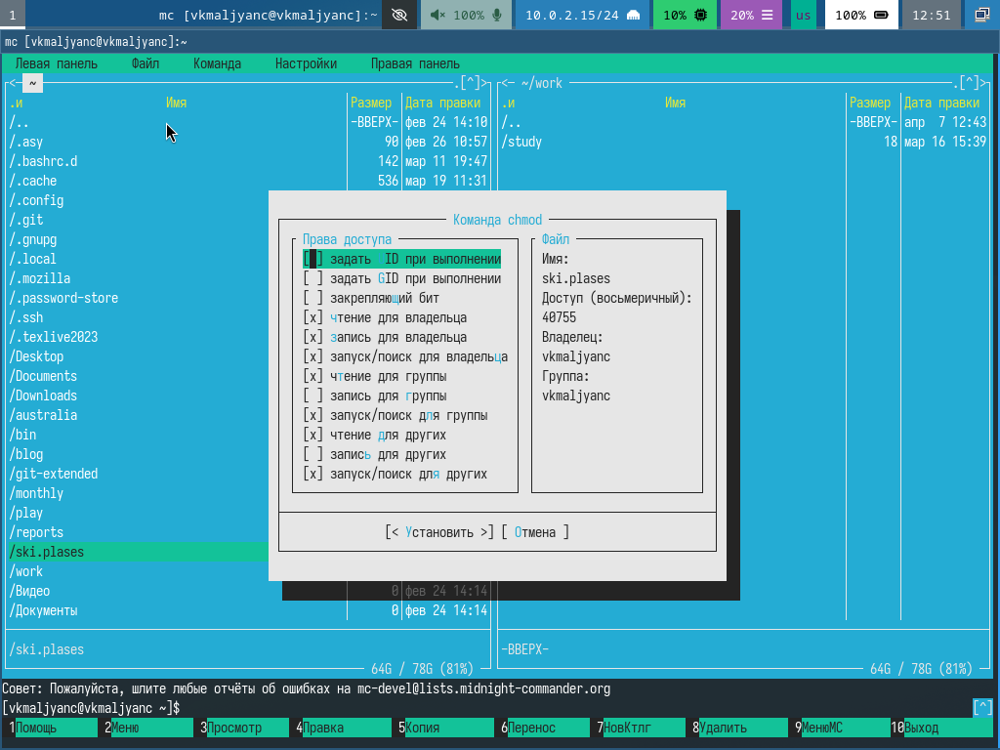 1 mc [vkmaljyanc@vkmaljyanc]:~ 100% 10.0.2.15/24 10% 20% us 100% 12:51
mc [vkmaljyanc@vkmaljyanc]:~
Левая панель Файл Команда Настройки Правая панель
<─ ~ .[^]> <─ ~/work .[^]>
.и Имя Размер Дата правки .и Имя Размер Дата правки
/.. -ВВЕРХ- фев 24 14:10 /.. -ВВЕРХ- апр 7 12:43
/.asy 90 фев 26 10:57 /study 18 мар 16 15:39
/.bashrc.d 142 мар 11 19:47
/.cache 536 мар 19 11:31
/.config
/.git
/.gnupg
/.local
/.mozilla
/.password-store
/.ssh
/.texlive2023
/Desktop
/Documents
/Downloads
/australia
/bin
/blog
/git-extended
/monthly
/play
/reports
/ski.plases
/work
/Видео 0 фев 24 14:14
/Документы 0 фев 24 14:14
Команда chmod
Права доступа
[ ] задать  ID при выполнении
[ ] задать GID при выполнении
[ ] закрепляющий бит
[x] чтение для владельца
[x] запись для владельца
[x] запуск/поиск для владельца
[x] чтение для группы
[ ] запись для группы
[x] запуск/поиск для группы
[x] чтение для других
[ ] запись для других
[x] запуск/поиск для других
Файл
Имя:
ski.plases
Доступ (восьмеричный):
40755
Владелец:
vkmaljyanc
Группа:
vkmaljyanc
[< Установить >] [ Отмена ]
/ski.plases -ВВЕРХ-
64G / 78G (81%) 64G / 78G (81%)
Совет: Пожалуйста, шлите любые отчёты об ошибках на mc-devel@lists.midnight-commander.org
[vkmaljyanc@vkmaljyanc ~]$ [^]
1Помощь 2Меню 3Просмотр 4Правка 5Копия 6Перенос 7НовКтлг 8Удалить 9МенюМС 10Выход